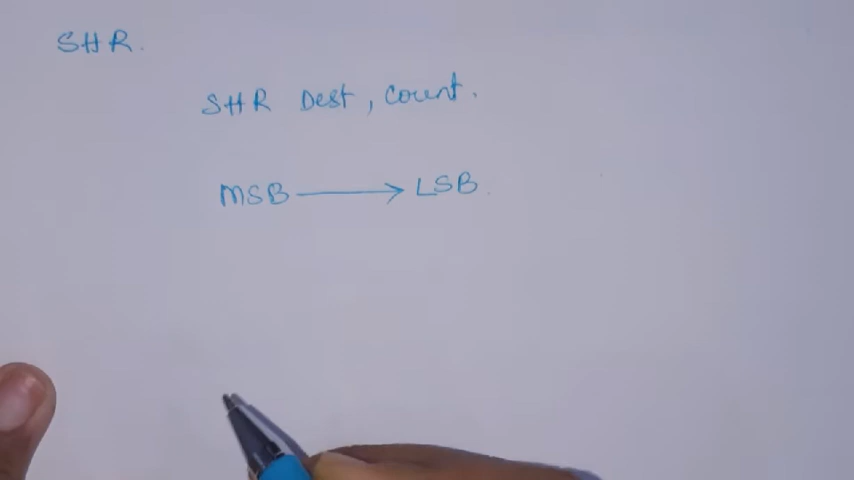 SHR.
SHR Dest, Count.
MSB → LSB.